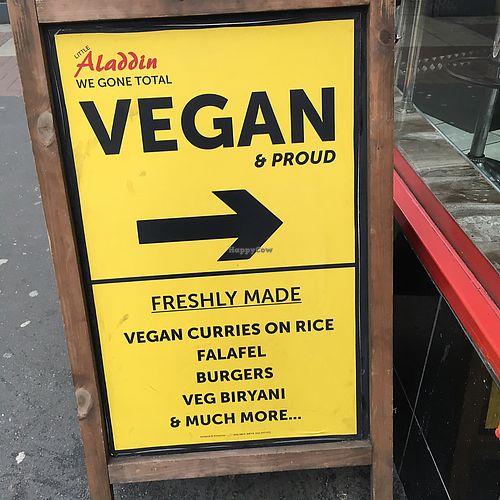 LITTLE
Aladdin
WE GONE TOTAL
VEGAN
& PROUD
HappyCow
FRESHLY MADE
VEGAN CURRIES ON RICE
FALAFEL
BURGERS
VEG BIRYANI
& MUCH MORE...